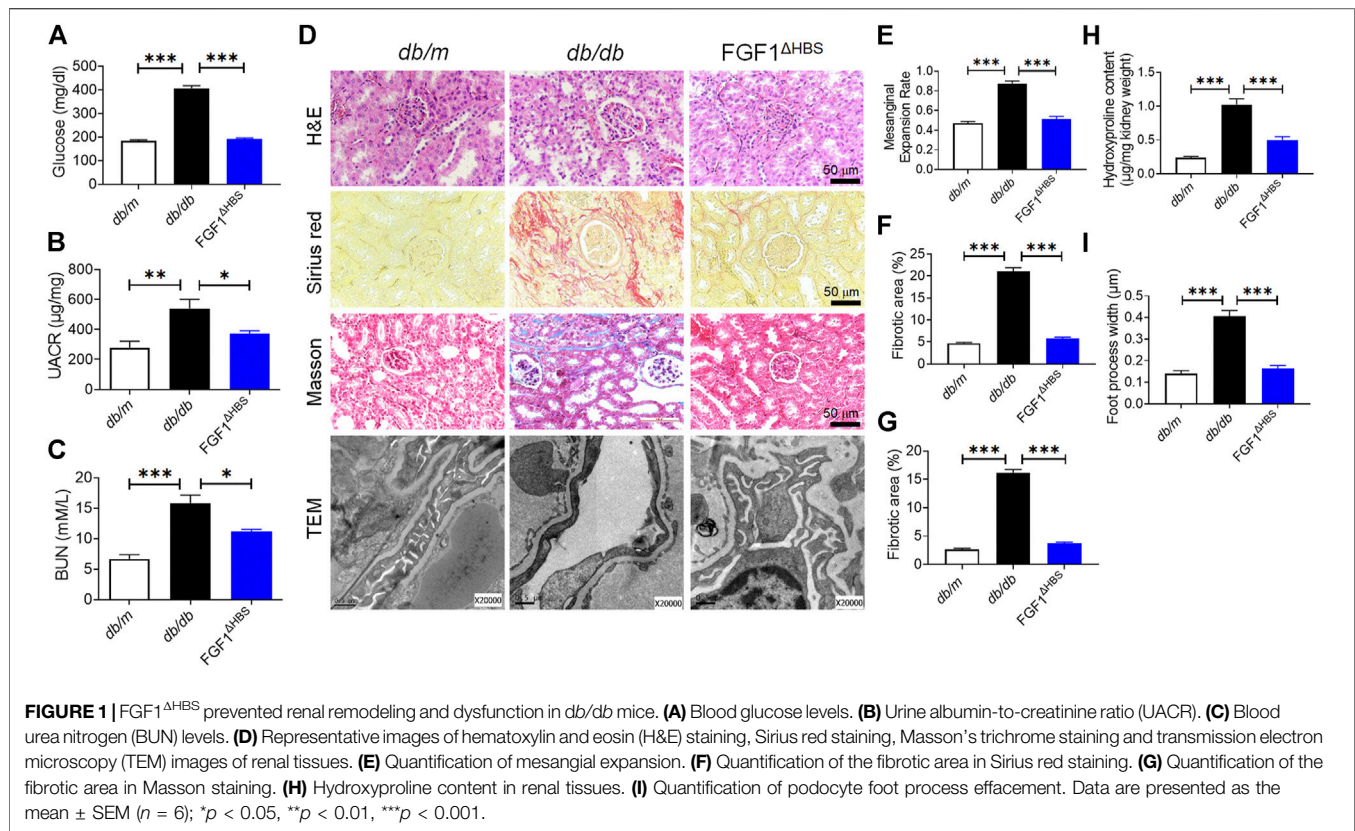 A
Glucose (mg/dl)
500
400
300
200
100
0
*** ***
db/m
db/db
FGF1ΔHBS
B
UACR (µg/mg)
800
600
400
200
0
** *
db/m
db/db
FGF1ΔHBS
C
BUN (mM/L)
20
15
10
5
0
*** *
db/m
db/db
FGF1ΔHBS
D
db/m db/db FGF1ΔHBS
H&E
50 µm
Sirius red
50 µm
Masson
50 µm
TEM
X20000
X20000
X20000
E
Mesanginal
Expansion Rate
1.0
0.8
0.6
0.4
0.2
0.0
*** ***
db/m
db/db
FGF1ΔHBS
F
Fibrotic area (%)
25
20
15
10
5
0
*** ***
db/m
db/db
FGF1ΔHBS
G
Fibrotic area (%)
20
15
10
5
0
*** ***
db/m
db/db
FGF1ΔHBS
H
Hydroxyproline content
(µg/mg kidney weight)
1.5
1.0
0.5
0.0
*** ***
db/m
db/db
FGF1ΔHBS
I
Foot process width (µm)
0.5
0.4
0.3
0.2
0.1
0.0
*** ***
db/m
db/db
FGF1ΔHBS
FIGURE 1 | FGF1ΔHBS prevented renal remodeling and dysfunction in db/db mice. (A) Blood glucose levels. (B) Urine albumin-to-creatinine ratio (UACR). (C) Blood
urea nitrogen (BUN) levels. (D) Representative images of hematoxylin and eosin (H&E) staining, Sirius red staining, Masson's trichrome staining and transmission electron
microscopy (TEM) images of renal tissues. (E) Quantification of mesangial expansion. (F) Quantification of the fibrotic area in Sirius red staining. (G) Quantification of the
fibrotic area in Masson staining. (H) Hydroxyproline content in renal tissues. (I) Quantification of podocyte foot process effacement. Data are presented as the
mean ± SEM (n = 6); *p < 0.05, **p < 0.01, ***p < 0.001.